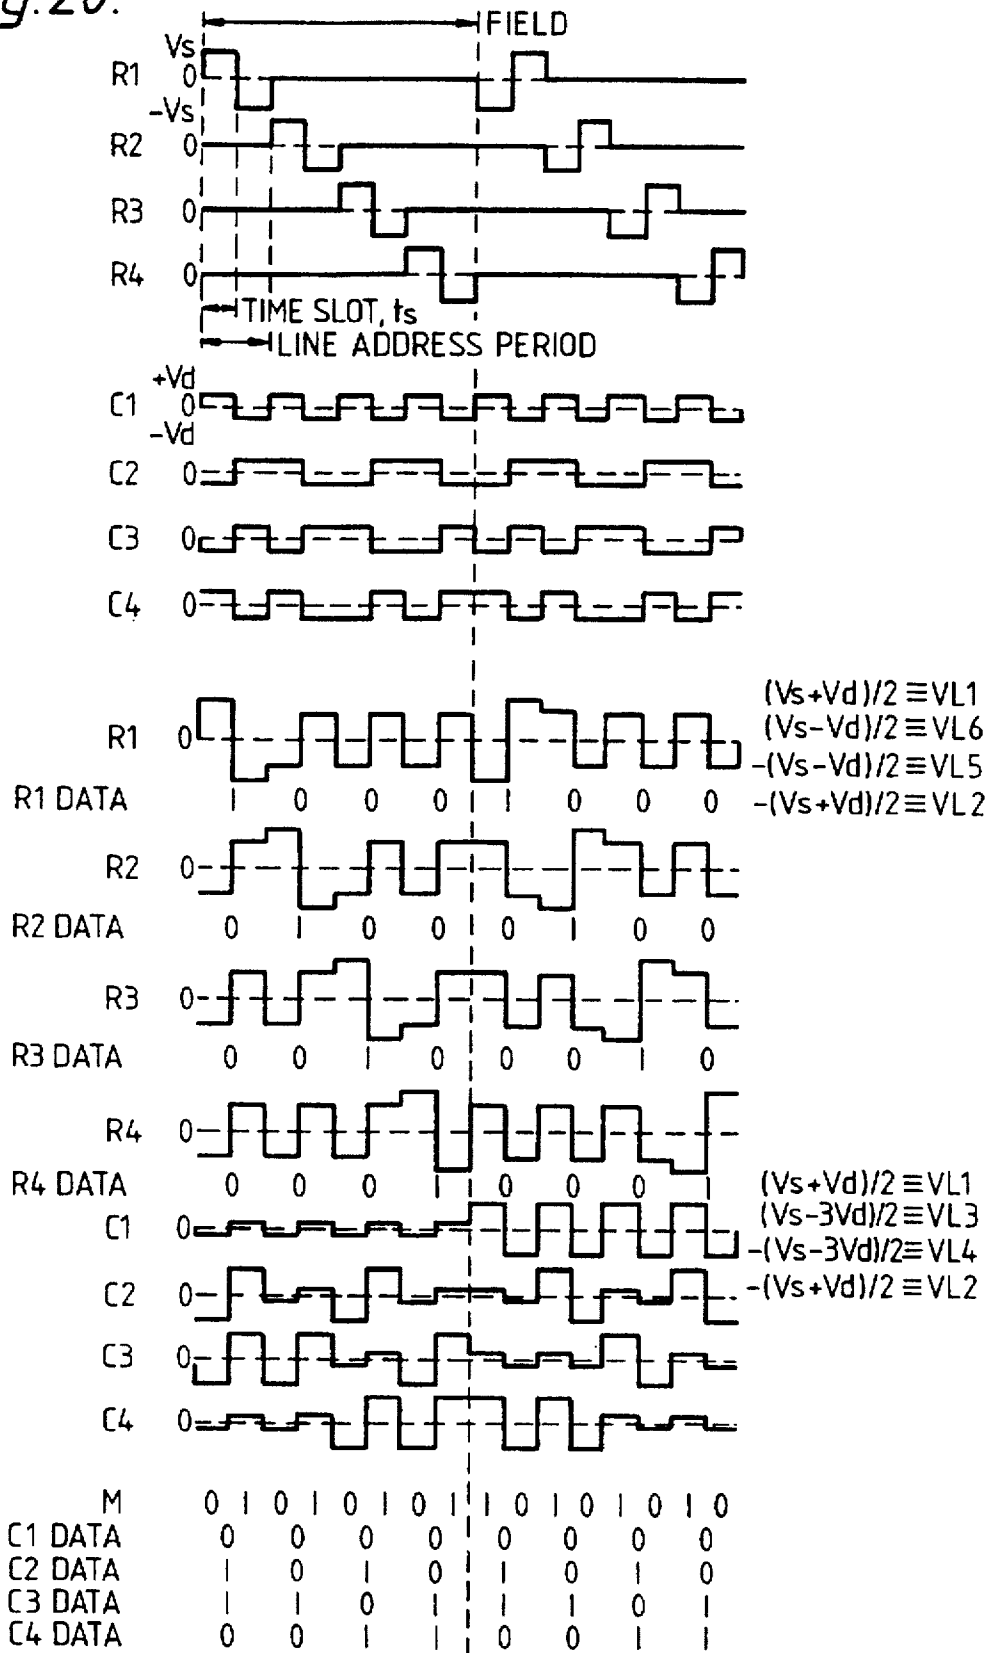 g.20.
FIELD
Vs
R1 0
-Vs
R2 0
R3 0
R4 0
TIME SLOT, ts
LINE ADDRESS PERIOD
+Vd
C1 0
-Vd
C2 0
C3 0
C4 0
(Vs+Vd)/2≡VL1
R1 0 (Vs-Vd)/2≡VL6
-(Vs-Vd)/2≡VL5
R1 DATA 1 0 0 0 1 0 0 0 -(Vs+Vd)/2≡VL2
R2 0
R2 DATA 0 1 0 0 0 1 0 0
R3 0
R3 DATA 0 0 1 0 0 0 1 0
R4 0
R4 DATA 0 0 0 1 0 0 0 1 (Vs+Vd)/2≡VL1
C1 0 (Vs-3Vd)/2≡VL3
-(Vs-3Vd)/2≡VL4
C2 0 -(Vs+Vd)/2≡VL2
C3 0
C4 0
M 0 1 0 1 0 1 0 1 1 0 1 0 1 0 1 0
C1 DATA 0 0 0 0 0 0 0 0
C2 DATA 1 0 1 0 1 0 1 0
C3 DATA 1 1 0 1 1 1 0 1
C4 DATA 0 0 1 1 0 0 1 1